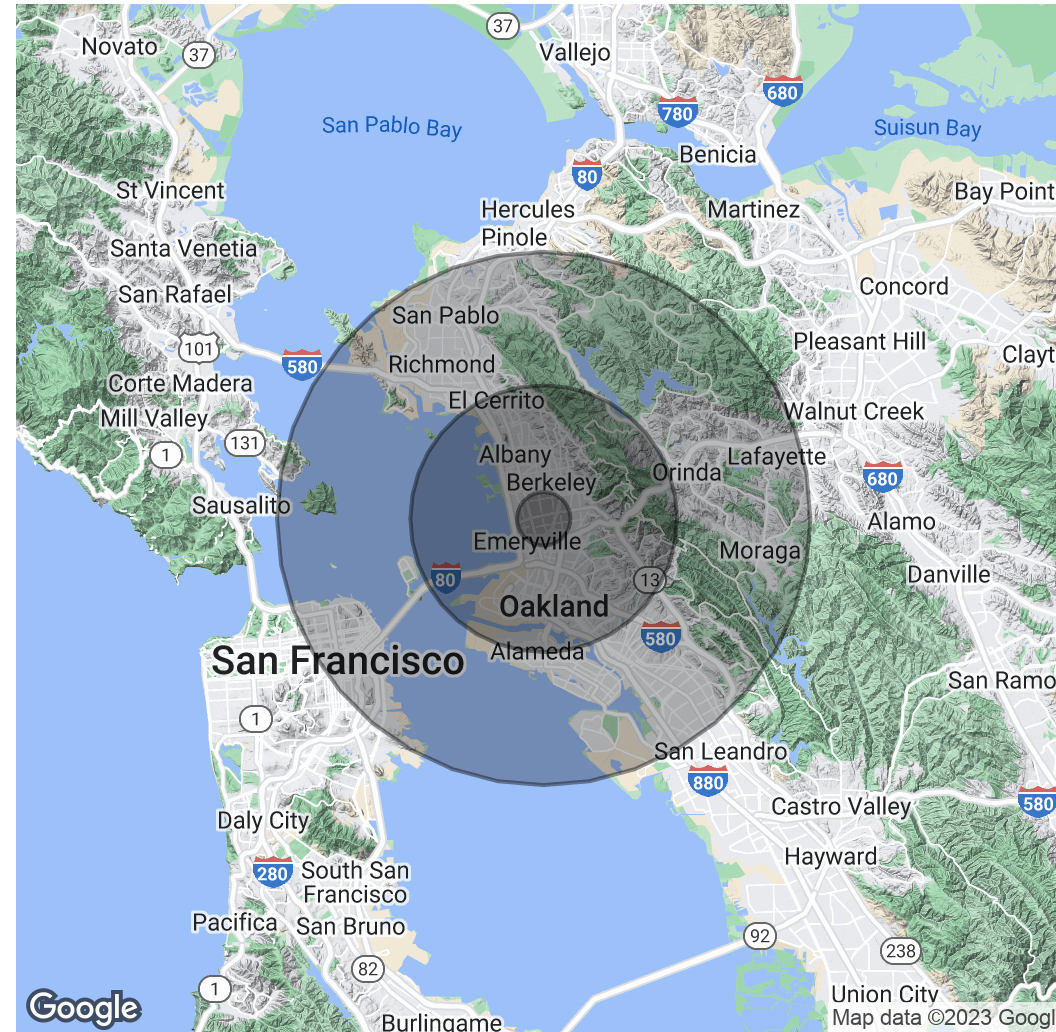 37
Novato
37
Vallejo
680
780
San Pablo Bay
Suisun Bay
Benicia
80
St Vincent
Bay Point
Hercules
Martinez
Pinole
Santa Venetia
Concord
San Rafael
San Pablo
101
Pleasant Hill
Clayt
580
Richmond
Corte Madera
El Cerrito
Mill Valley
Walnut Creek
131
1
Albany
Lafayette
Orinda
680
Berkeley
Sausalito
Alamo
Emeryville
Moraga
80
13
Danville
Oakland
580
Alameda
San Francisco
San Ramo
1
San Leandro
880
580
Castro Valley
Daly City
Hayward
280
South San
Francisco
Pacifica
San Bruno
92
238
82
1
Union City
Google
Map data ©2023 Googl
Burlingame